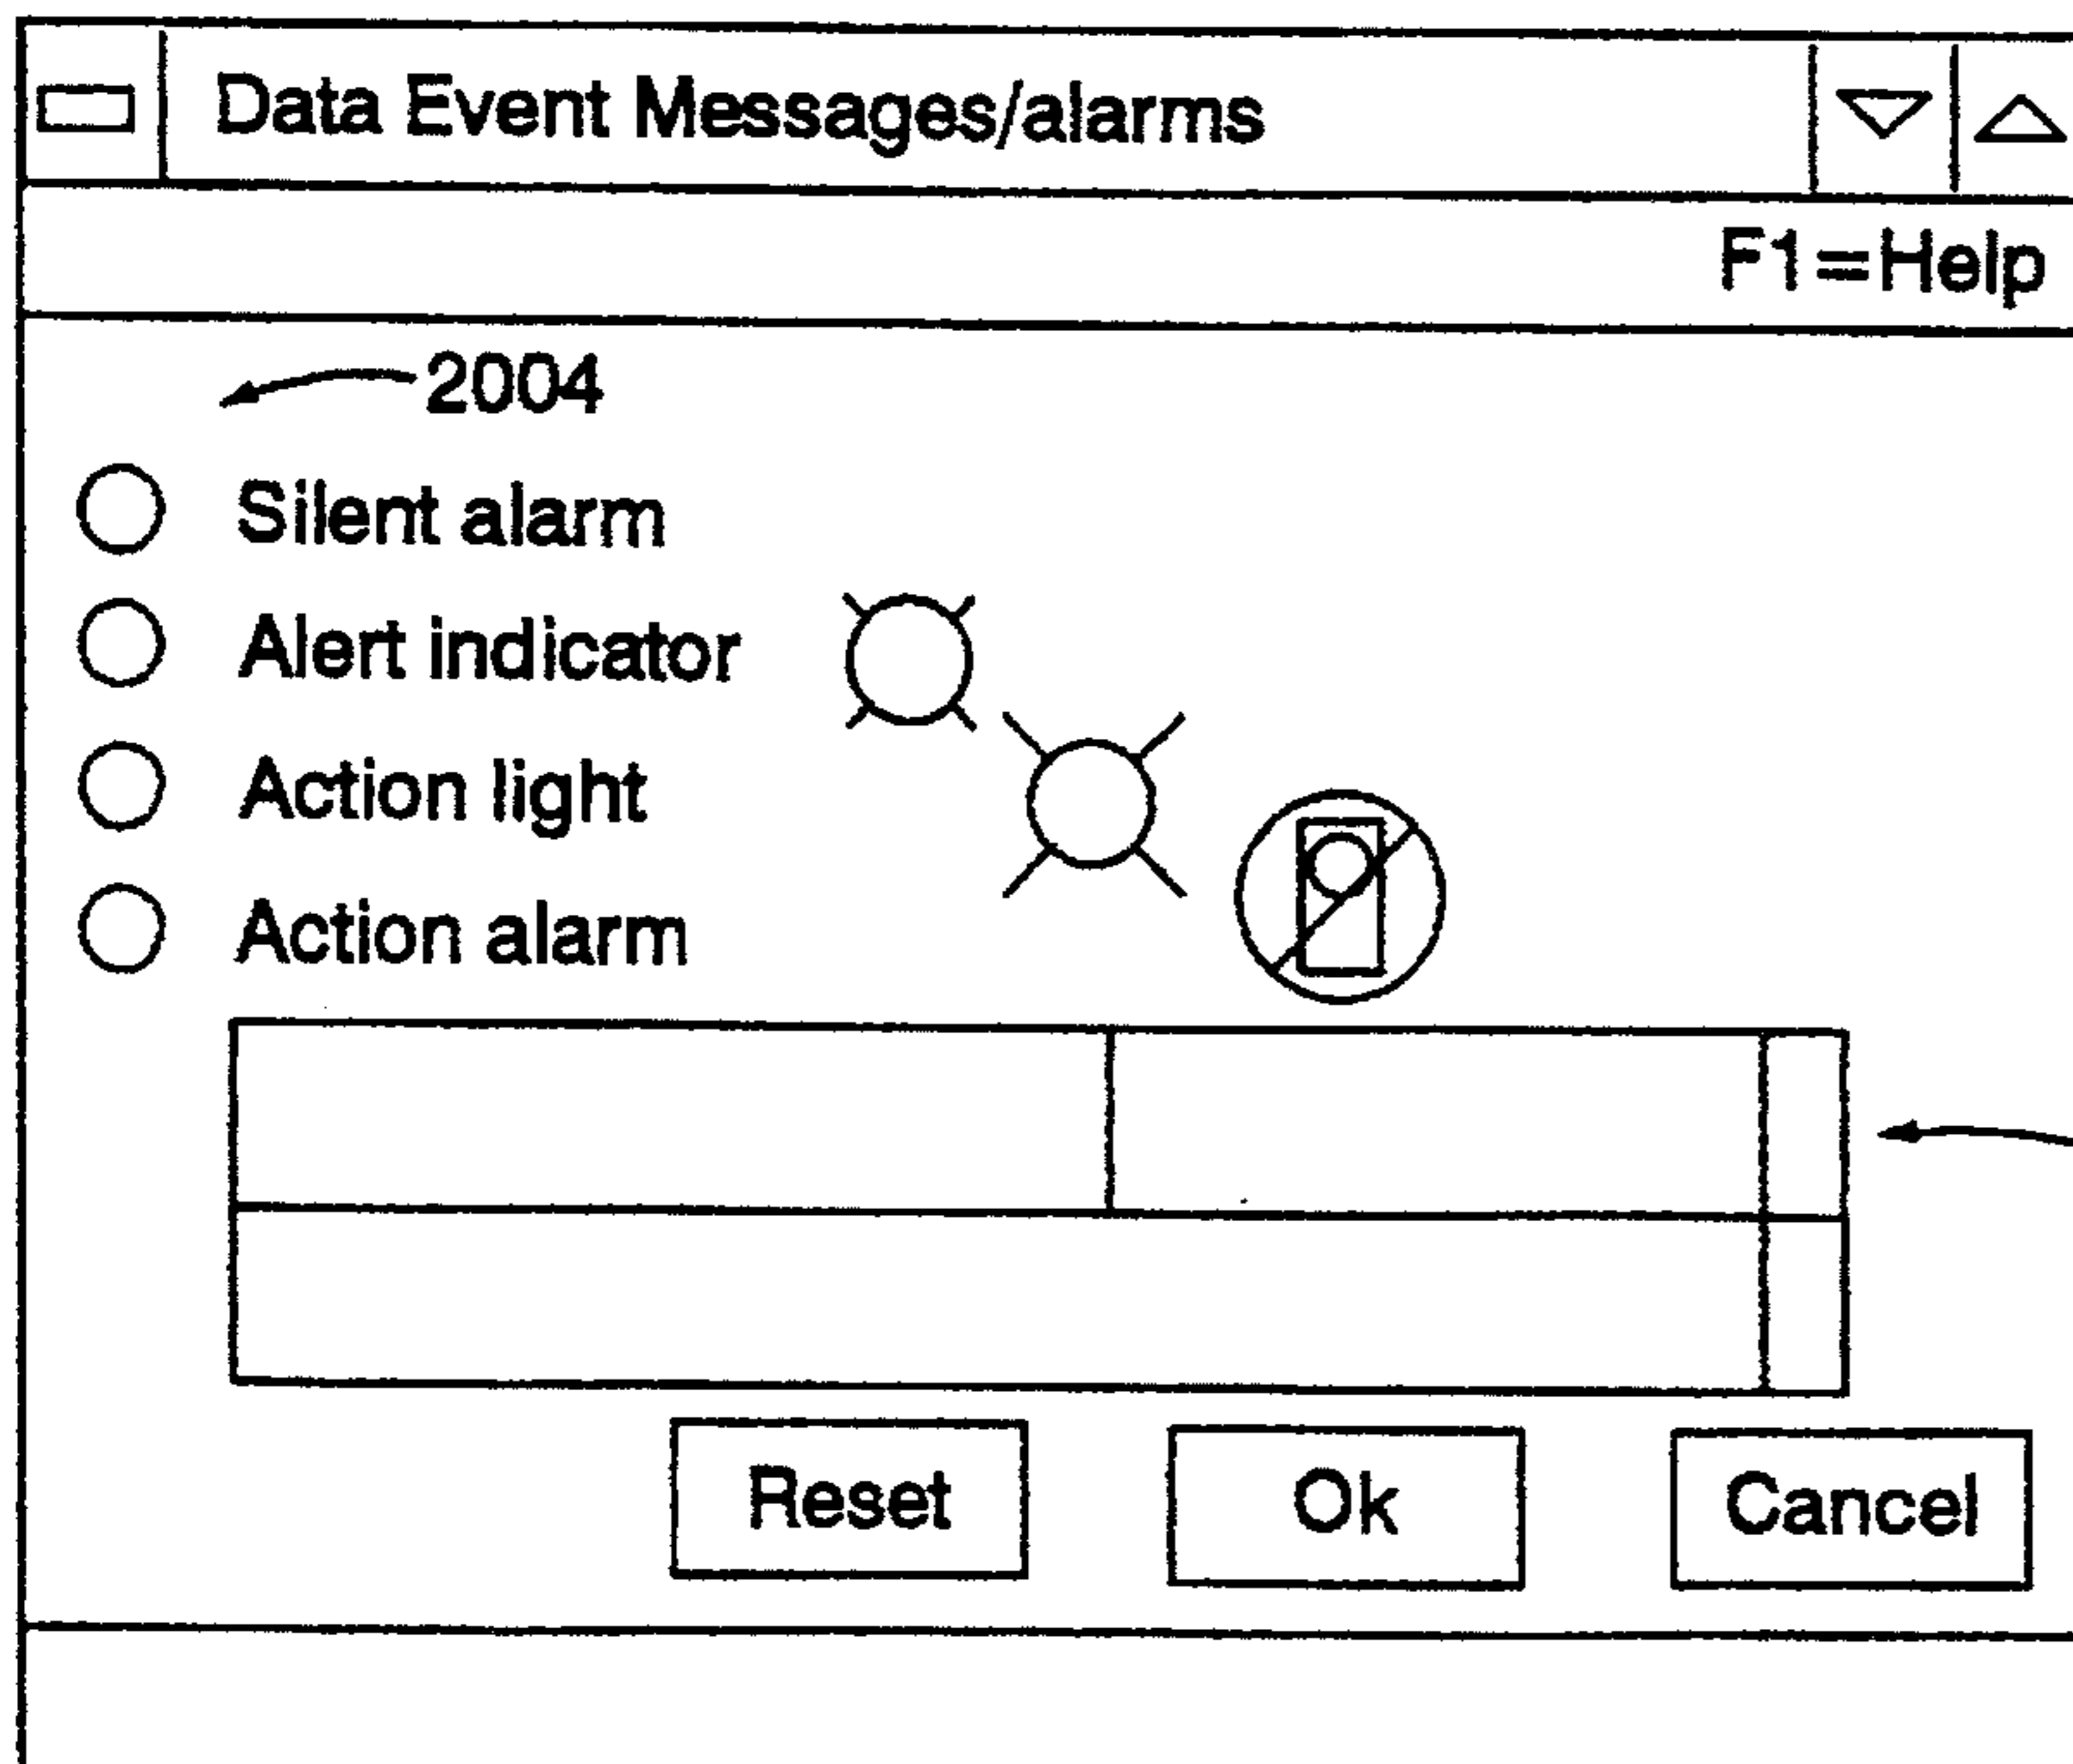 Data Event Messages/alarms
F1=Help
2004
Silent alarm
Alert indicator
Action light
Action alarm
Reset Ok Cancel